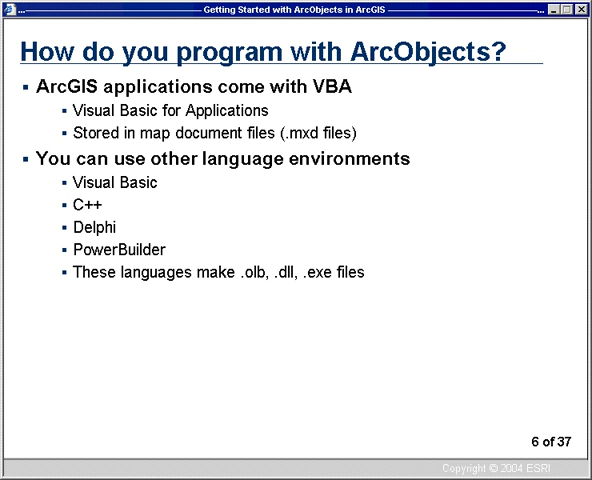 Getting Started with ArcObjects in ArcGIS
How do you program with ArcObjects?
▪ ArcGIS applications come with VBA
▪ Visual Basic for Applications
▪ Stored in map document files (.mxd files)
▪ You can use other language environments
▪ Visual Basic
▪ C++
▪ Delphi
▪ PowerBuilder
▪ These languages make .olb, .dll, .exe files
6 of 37
Copyright © 2004 ESRI